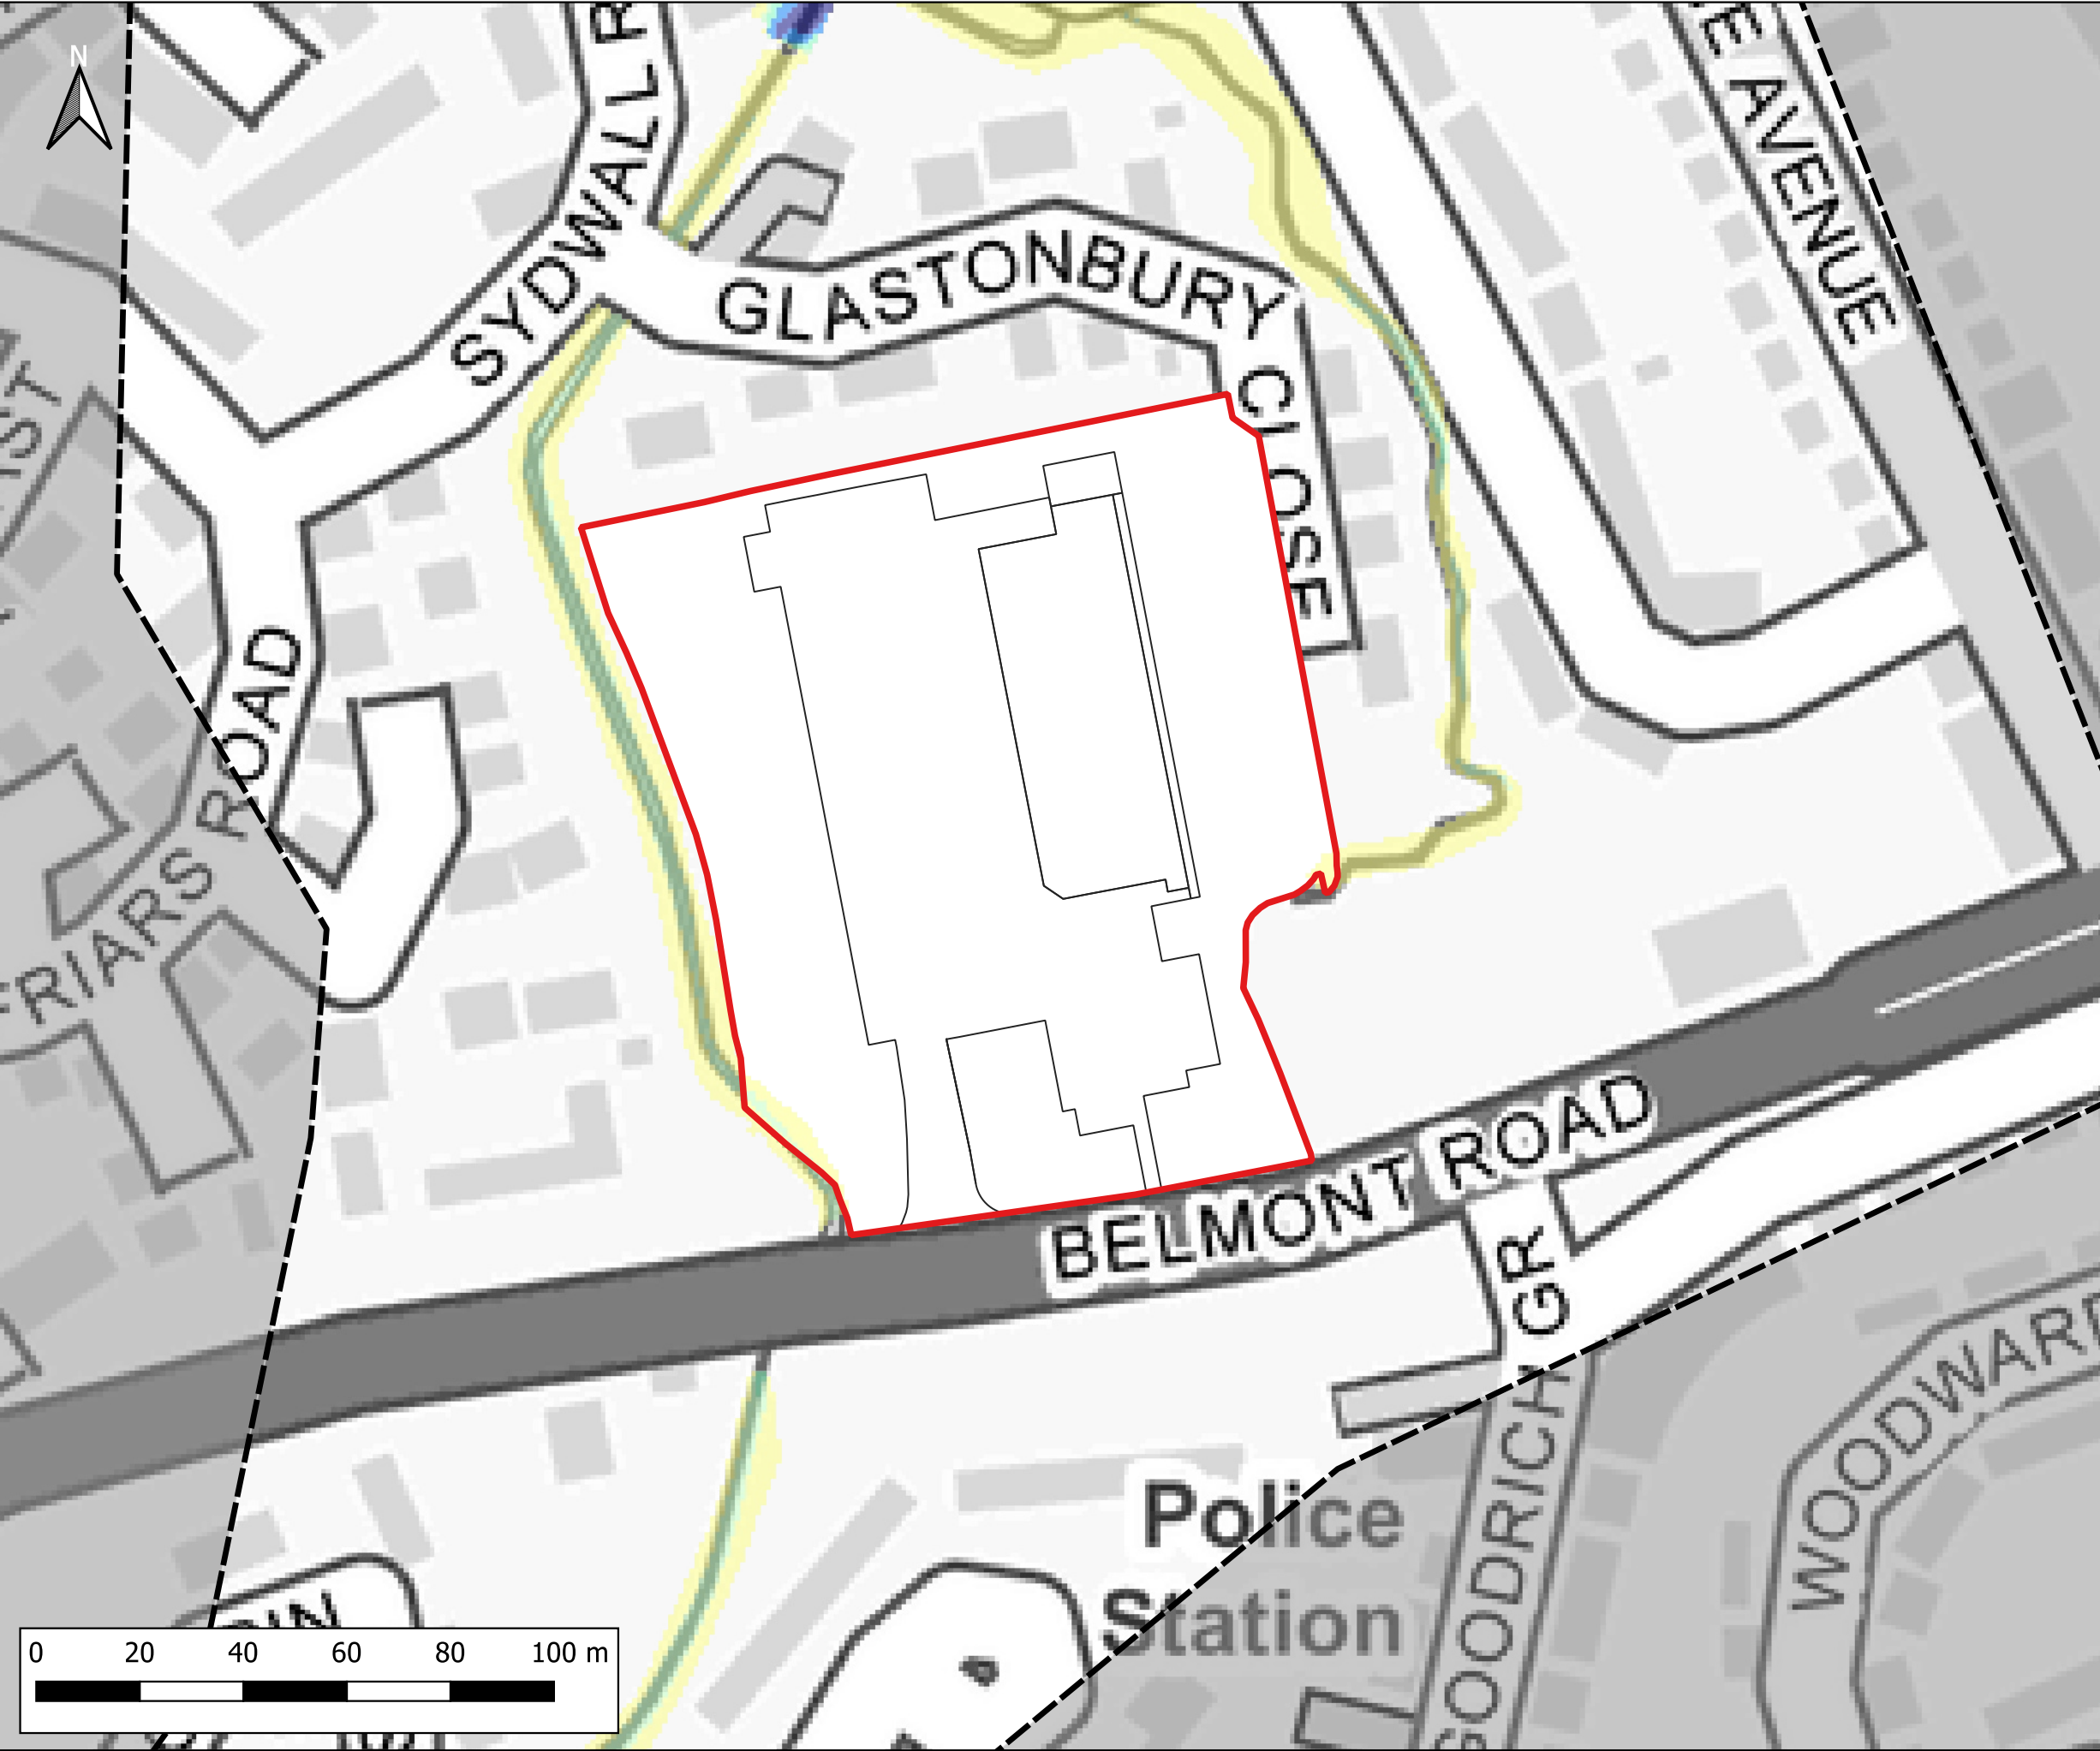 N
SYDWALL R
GLASTONBURY CLOSE
E AVENUE
FRIARS ROAD
BELMONT ROAD
GR
GOODRICH
WOODWARD
Police
Station
0 20 40 60 80 100 m